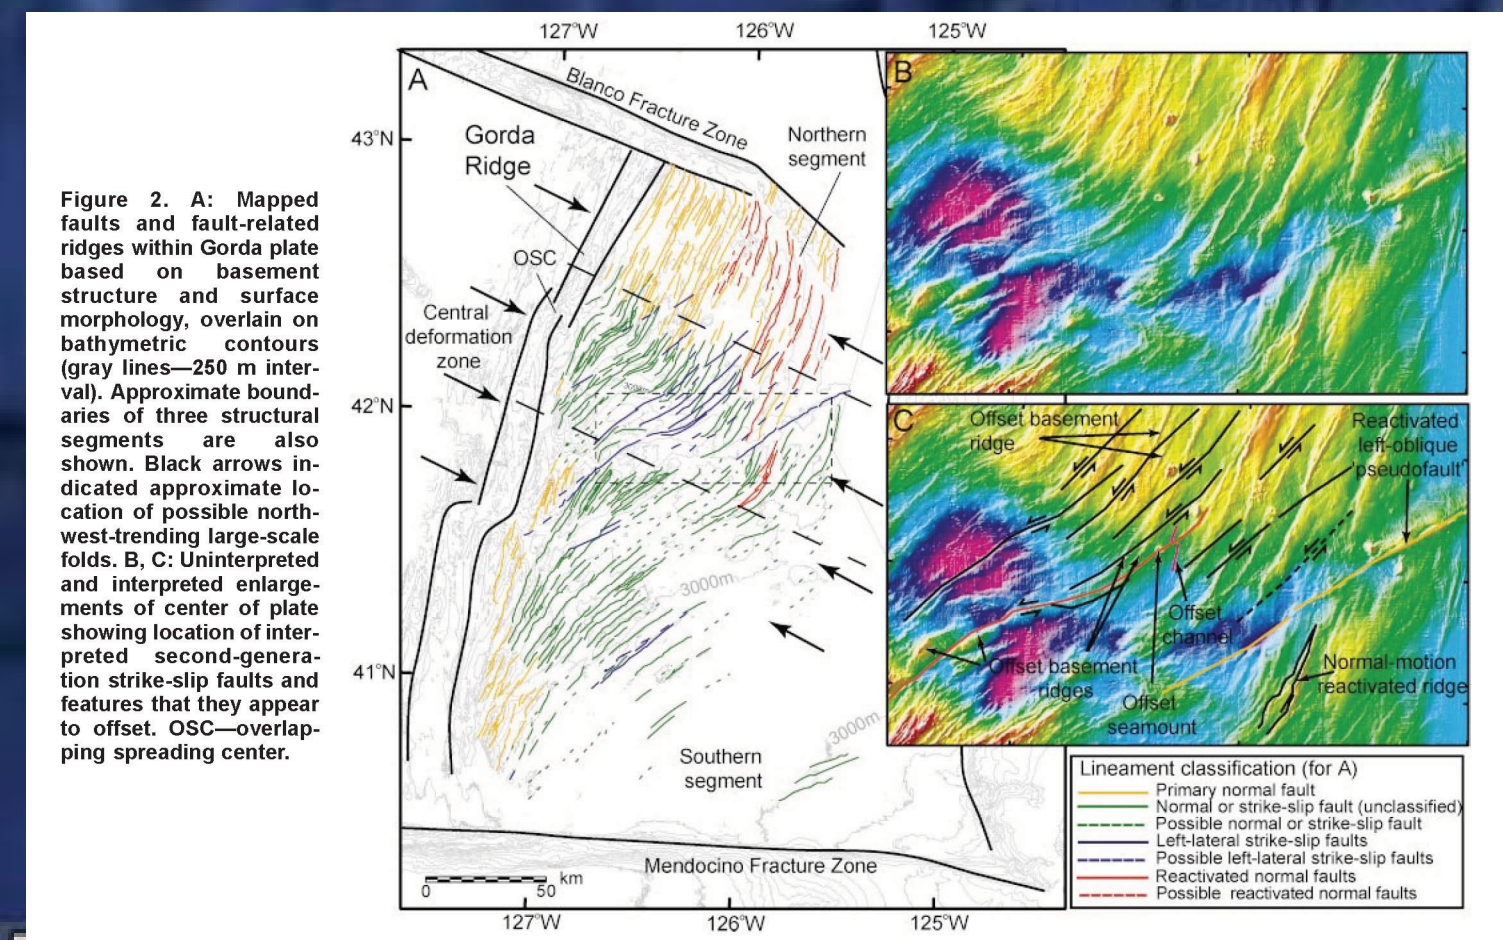 Figure 2. A: Mapped
faults and fault-related
ridges within Gorda plate
based on basement
structure and surface
morphology, overlain on
bathymetric contours
(gray lines—250 m inter-
val). Approximate bound-
aries of three structural
segments are also
shown. Black arrows in-
dicated approximate lo-
cation of possible north-
west-trending large-scale
folds. B, C: Uninterpreted
and interpreted enlarge-
ments of center of plate
showing location of inter-
preted second-genera-
tion strike-slip faults and
features that they appear
to offset. OSC—overlap-
ping spreading center.
127°W 126°W 125°W
A
Blanco Fracture Zone
43°N
Gorda
Ridge
Northern
segment
OSC
Central
deformation
zone
3000m
42°N
3000m
41°N
3000m
Southern
segment
Mendocino Fracture Zone
0 50 km
127°W 126°W 125°W
B
C
Offset basement
ridge
Reactivated
left-oblique
'pseudofault'
Offset
channel
Offset basement
ridges
Offset
seamount
Normal-motion
reactivated ridge
Lineament classification (for A)
Primary normal fault
Normal or strike-slip fault (unclassified)
Possible normal or strike-slip fault
Left-lateral strike-slip faults
Possible left-lateral strike-slip faults
Reactivated normal faults
Possible reactivated normal faults